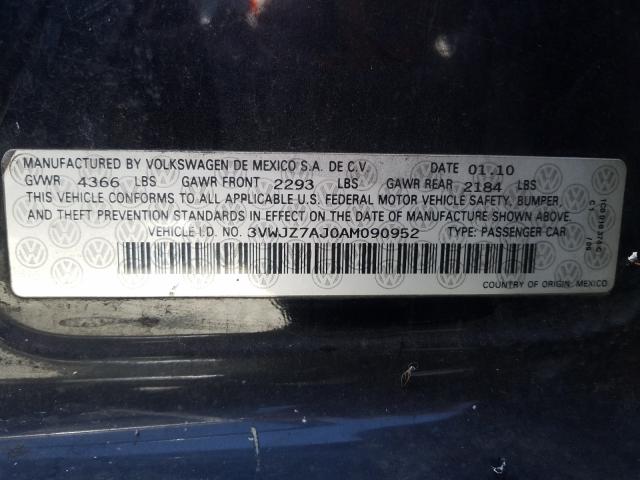 MANUFACTURED BY VOLKSWAGEN DE MEXICO S.A. DE C.V. DATE 01.10
GVWR 4366 LBS GAWR FRONT 2293 LBS GAWR REAR 2184 LBS
THIS VEHICLE CONFORMS TO ALL APPLICABLE U.S. FEDERAL MOTOR VEHICLE SAFETY, BUMPER,
AND THEFT PREVENTION STANDARDS IN EFFECT ON THE DATE OF MANUFACTURE SHOWN ABOVE.
VEHICLE-I.D. NO. 3VWJZ7AJ0AM090952 TYPE: PASSENGER CAR
COUNTRY OF ORIGIN: MEXICO